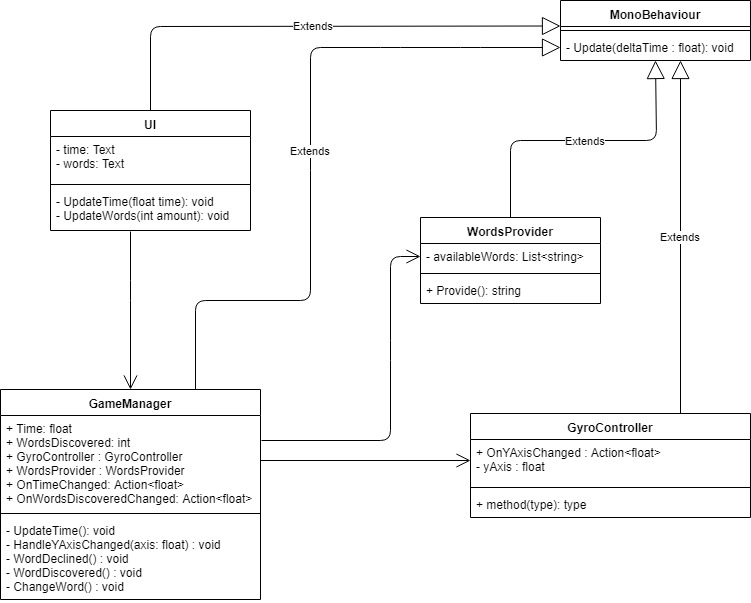 MonoBehaviour
- Update(deltaTime : float): void
Extends
Extends
Extends
Extends
UI
- time: Text
- words: Text
- UpdateTime(float time): void
- UpdateWords(int amount): void
WordsProvider
- availableWords: List<string>
+ Provide(): string
GameManager
+ Time: float
+ WordsDiscovered: int
+ GyroController : GyroController
+ WordsProvider : WordsProvider
+ OnTimeChanged: Action<float>
+ OnWordsDiscoveredChanged: Action<float>
- UpdateTime(): void
- HandleYAxisChanged(axis: float) : void
- WordDeclined() : void
- WordDiscovered() : void
- ChangeWord() : void
GyroController
+ OnYAxisChanged : Action<float>
- yAxis : float
+ method(type): type